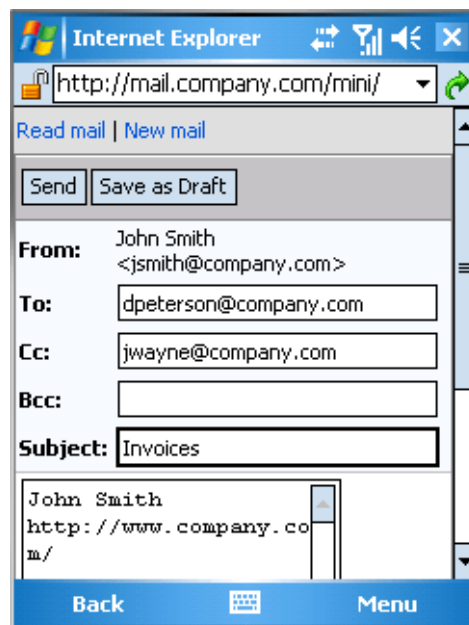 Internet Explorer
http://mail.company.com/mini/
Read mail | New mail
Send Save as Draft
From: John Smith
<jsmith@company.com>
To: dpeterson@company.com
Cc: jwayne@company.com
Bcc:
Subject: Invoices
John Smith
http://www.company.co
m/
Back Menu